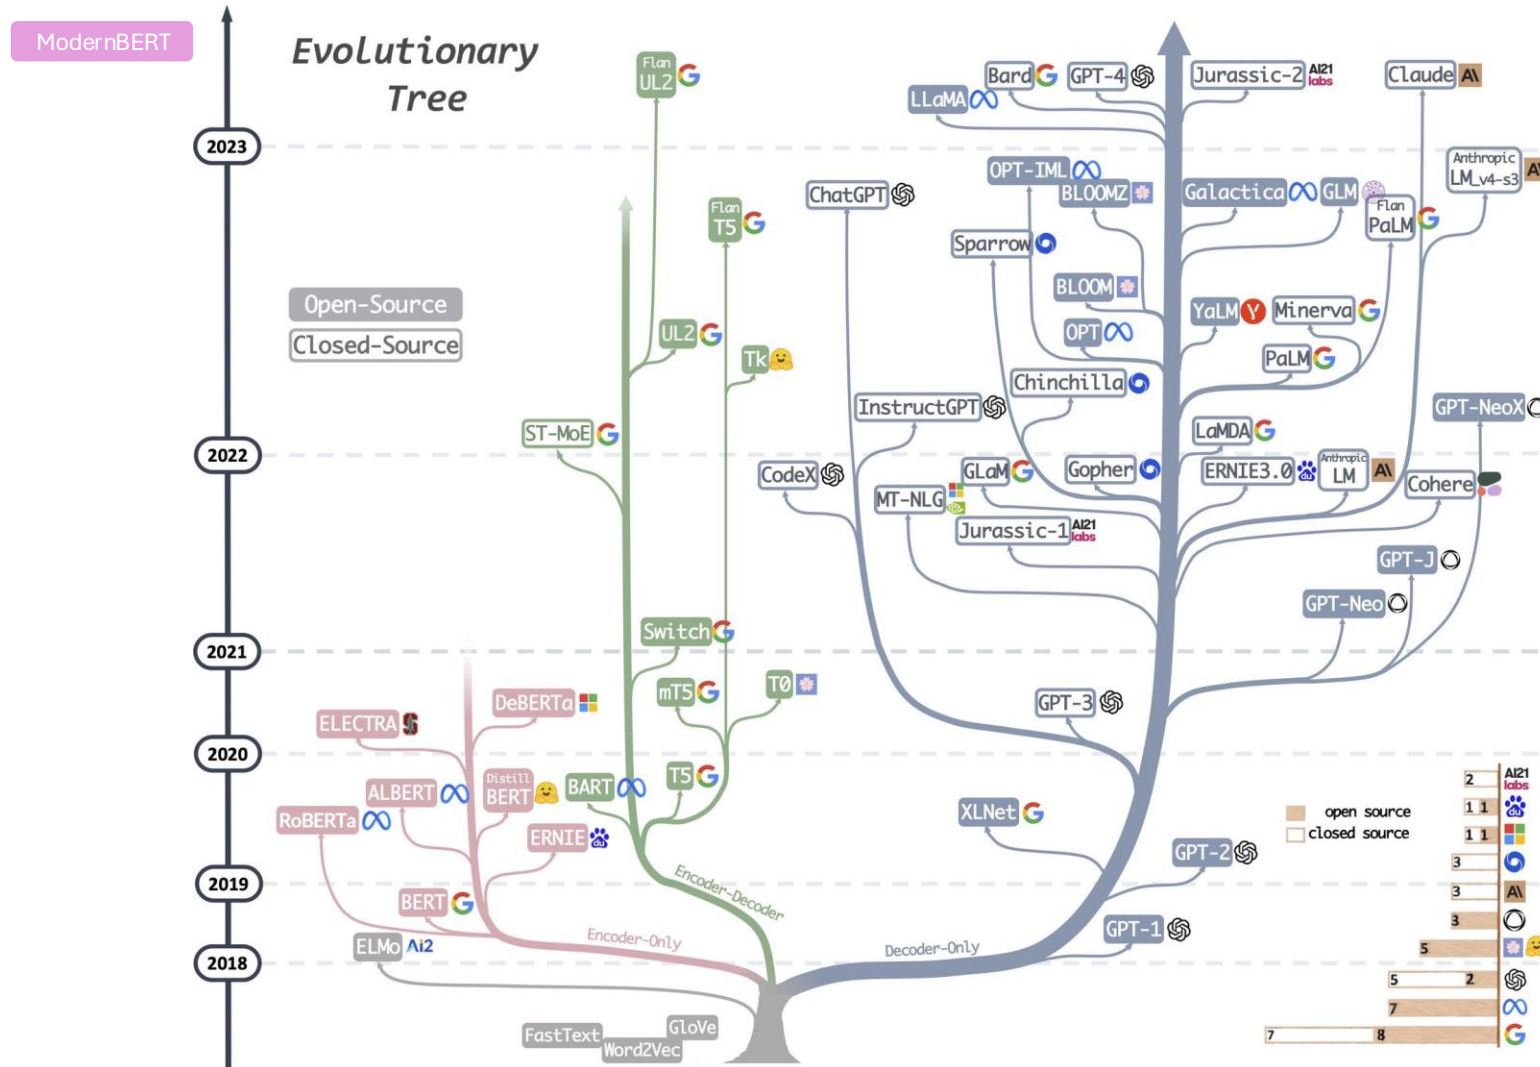 ModernBERT
Evolutionary
Tree
Flan
UL2
Bard
GPT-4
Jurassic-2
AI21
labs
Claude
A\
LLaMA
2023
Anthropic
LM_v4-s3
A\
OPT-IML
ChatGPT
BLOOMZ
Galactica
GLM
Flan
PaLM
Flan
T5
Sparrow
BLOOM
Open-Source
Closed-Source
UL2
OPT
YaLM
Y
Minerva
Tk
PaLM
Chinchilla
InstructGPT
GPT-NeoX
ST-MoE
LaMDA
2022
CodeX
GLaM
Gopher
ERNIE3.0
du
Anthropic
LM
A\
Cohere
MT-NLG
Jurassic-1
AI21
labs
GPT-J
GPT-Neo
Switch
2021
mT5
T0
DeBERTa
ELECTRA
GPT-3
2020
T5
BART
Distill
BERT
ALBERT
RoBERTa
XLNet
ERNIE
du
GPT-2
2019
Encoder-Decoder
BERT
GPT-1
ELMo
Ai2
Encoder-Only
Decoder-Only
2018
FastText
GloVe
Word2Vec
open source
closed source
2
AI21
labs
1 1
du
1 1
3
3
A\
3
5
5 2
7
7 8